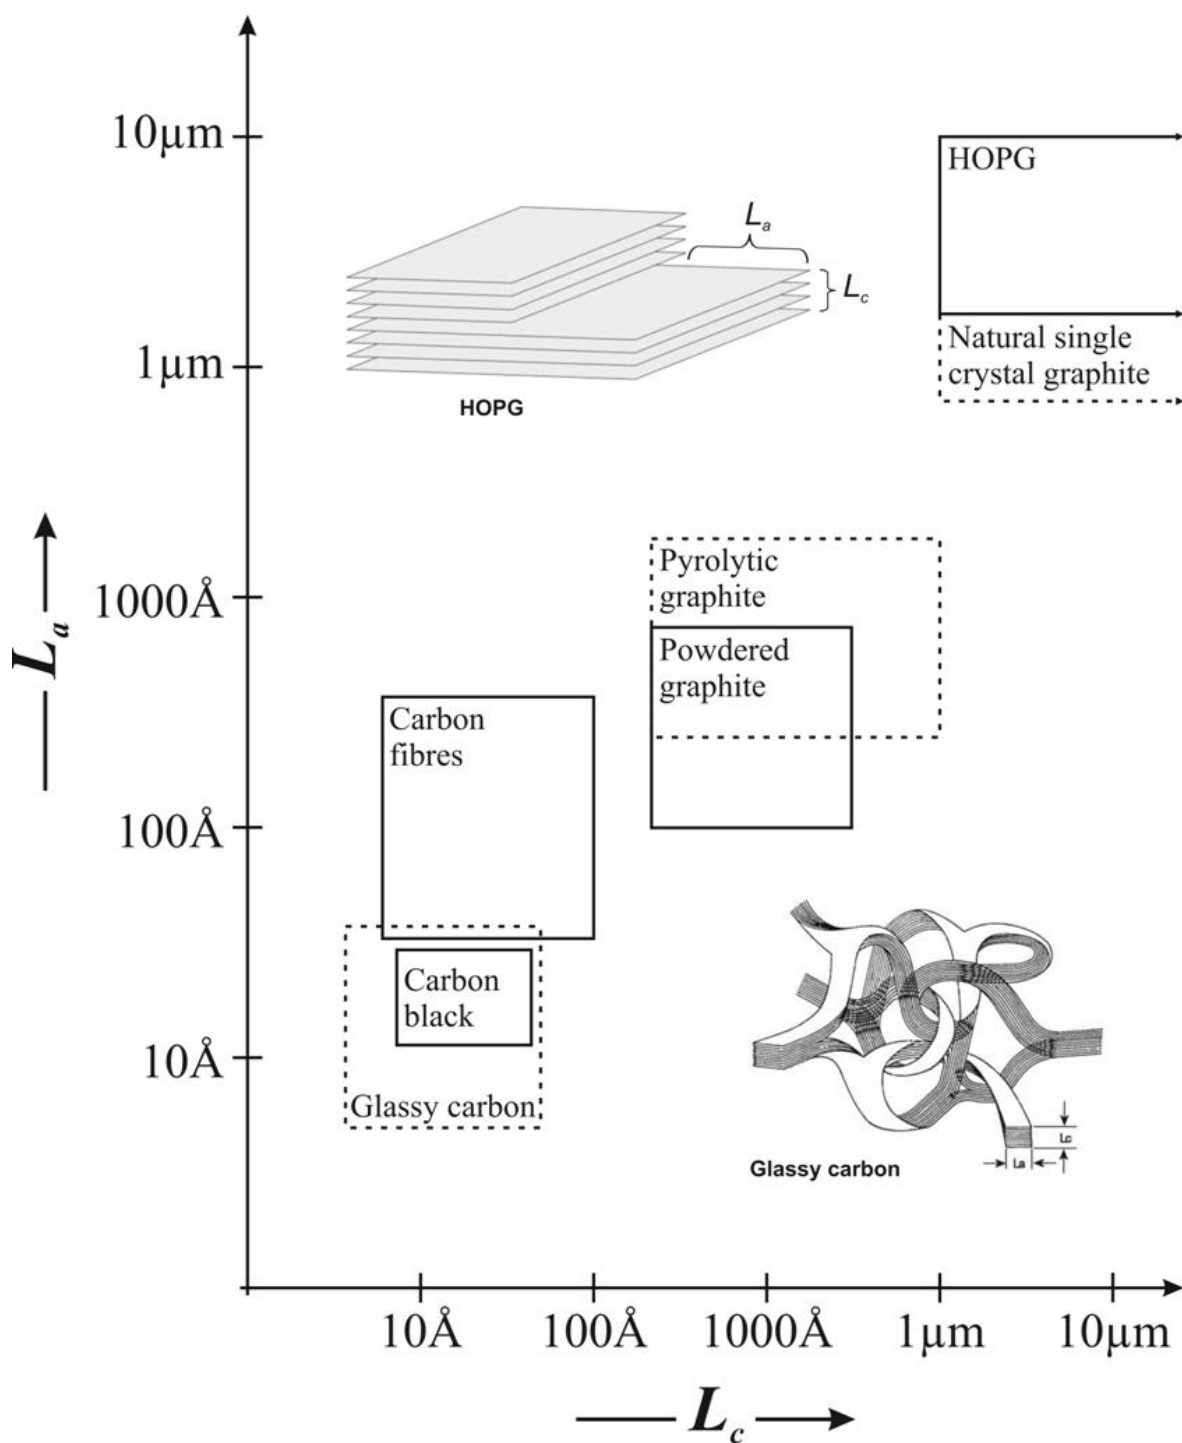 10µm
HOPG
La
Lc
Natural single
crystal graphite
1µm
HOPG
Pyrolytic
graphite
1000Å
Powdered
graphite
La
Carbon
fibres
100Å
Carbon
black
10Å
Glassy carbon
Lc
La
Glassy carbon
10Å
100Å
1000Å
1µm
10µm
Lc